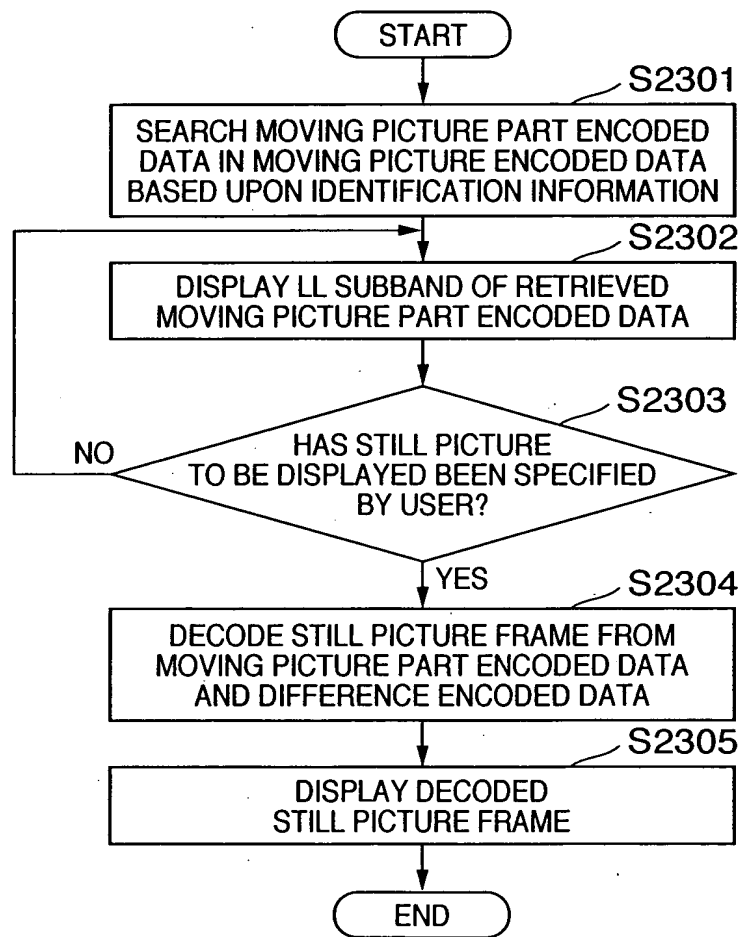 START
S2301
SEARCH MOVING PICTURE PART ENCODED
DATA IN MOVING PICTURE ENCODED DATA
BASED UPON IDENTIFICATION INFORMATION
S2302
DISPLAY LL SUBBAND OF RETRIEVED
MOVING PICTURE PART ENCODED DATA
S2303
HAS STILL PICTURE
TO BE DISPLAYED BEEN SPECIFIED
BY USER?
NO
YES
S2304
DECODE STILL PICTURE FRAME FROM
MOVING PICTURE PART ENCODED DATA
AND DIFFERENCE ENCODED DATA
S2305
DISPLAY DECODED
STILL PICTURE FRAME
END